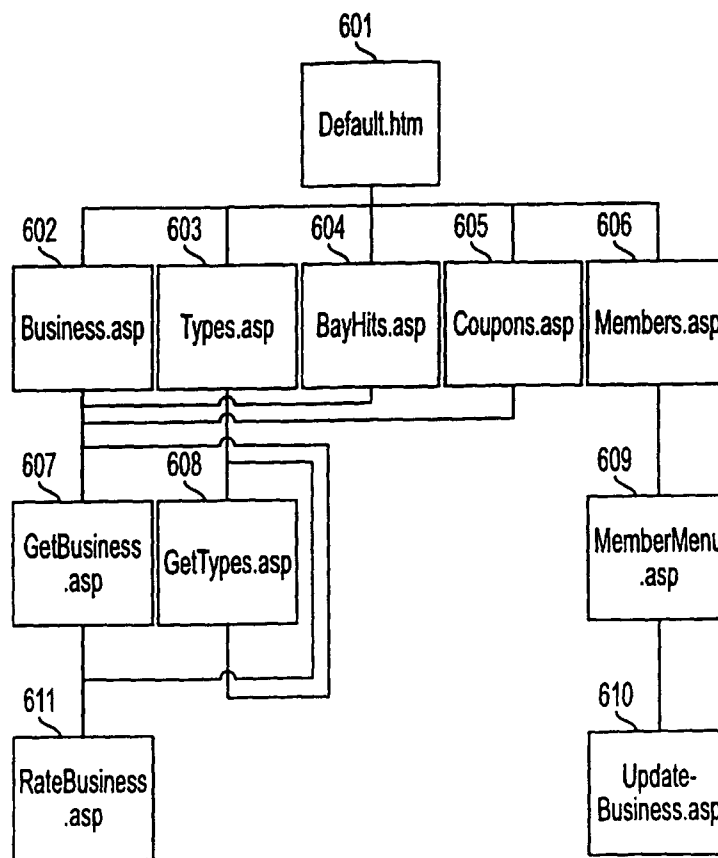 601
Default.htm
602
603
604
605
606
Business.asp
Types.asp
BayHits.asp
Coupons.asp
Members.asp
607
608
609
GetBusiness
.asp
GetTypes.asp
MemberMenu
.asp
611
610
RateBusiness
.asp
Update-
Business.asp